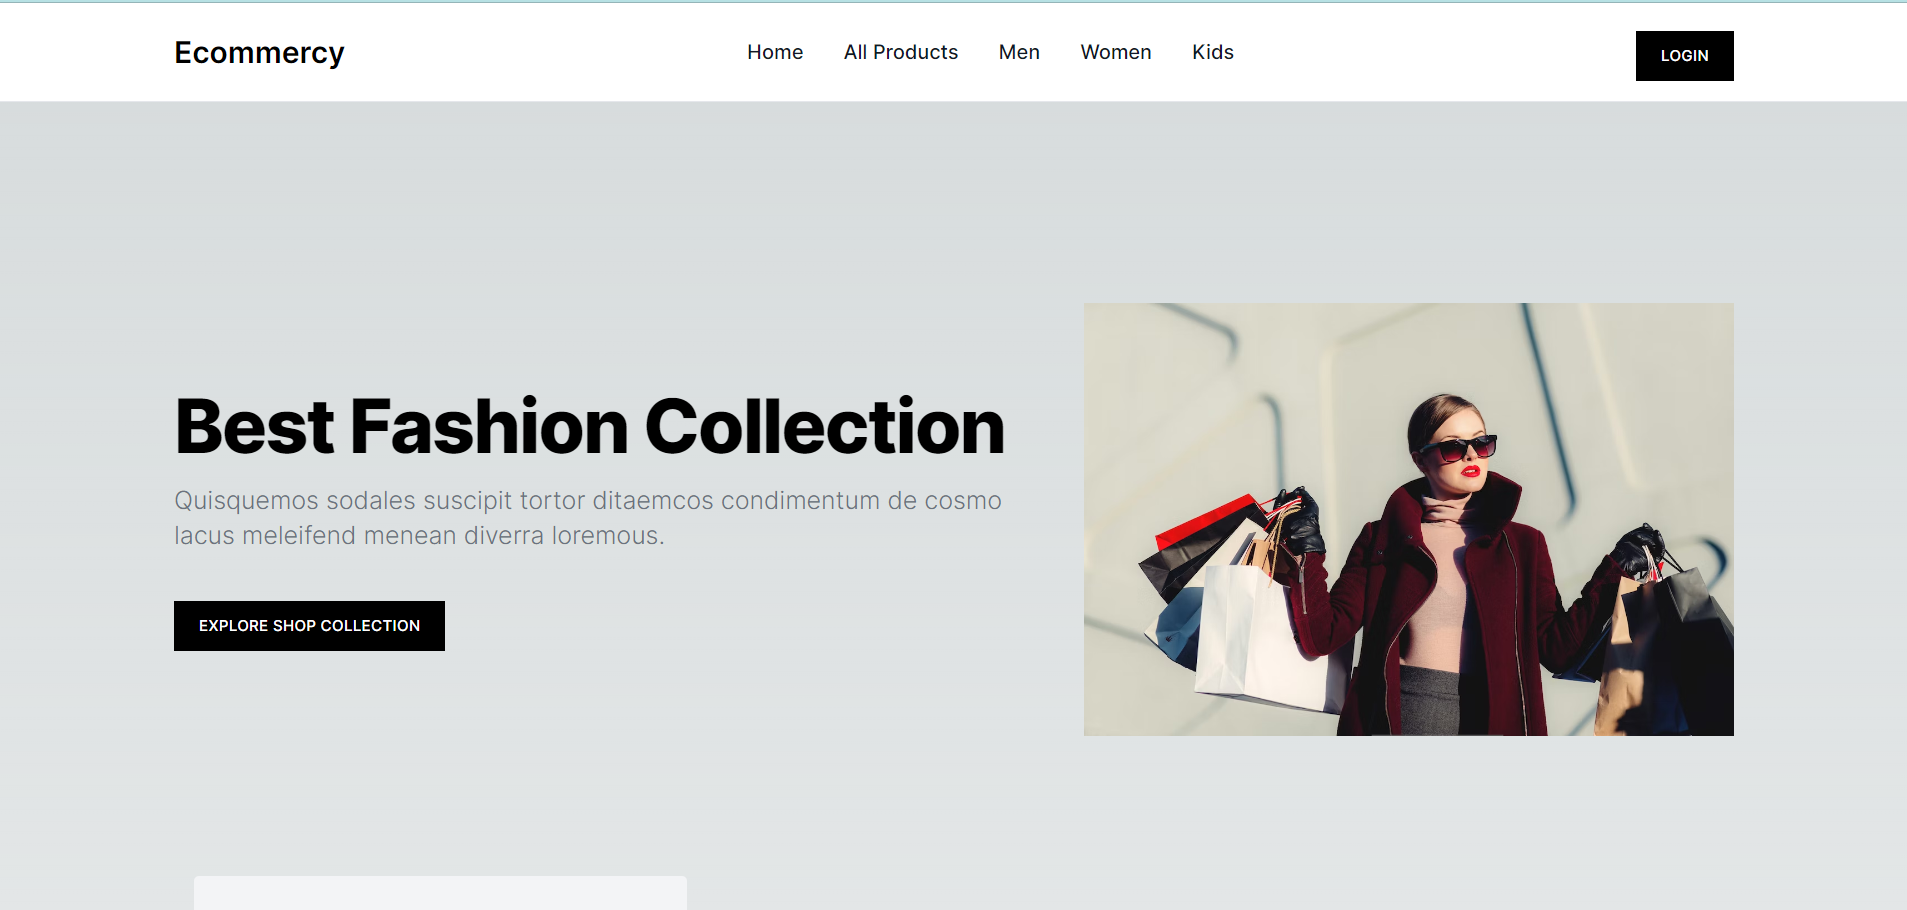 Ecommercy
Home
All Products
Men
Women
Kids
LOGIN
Best Fashion Collection
Quisquemos sodales suscipit tortor ditaemcos condimentum de cosmo
lacus meleifend menean diverra loremous.
EXPLORE SHOP COLLECTION